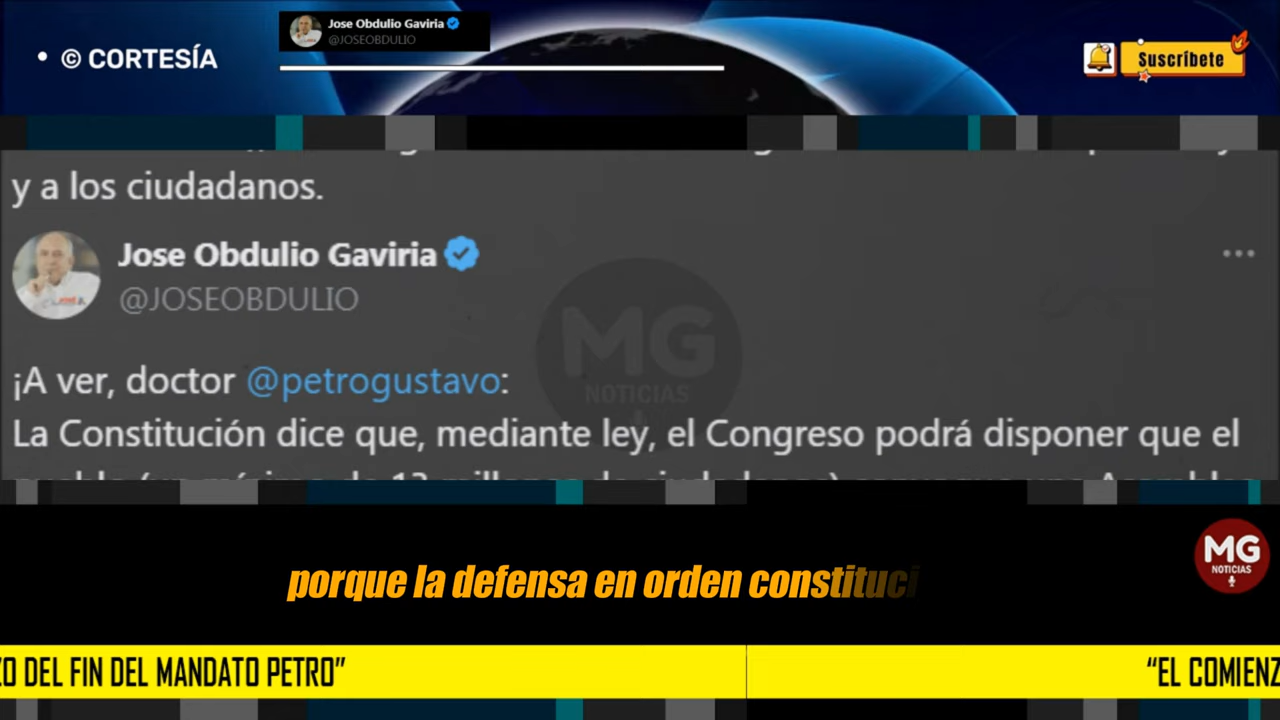 • © CORTESÍA
Jose Obdulio Gaviria
@JOSEOBDULIO
Suscríbete
y a los ciudadanos.
Jose Obdulio Gaviria
@JOSEOBDULIO
¡A ver, doctor @petrogustavo:
La Constitución dice que, mediante ley, el Congreso podrá disponer que el
MG
NOTICIAS
porque la defensa en orden constituci
MG
NOTICIAS
ZO DEL FIN DEL MANDATO PETRO” “EL COMIENZ